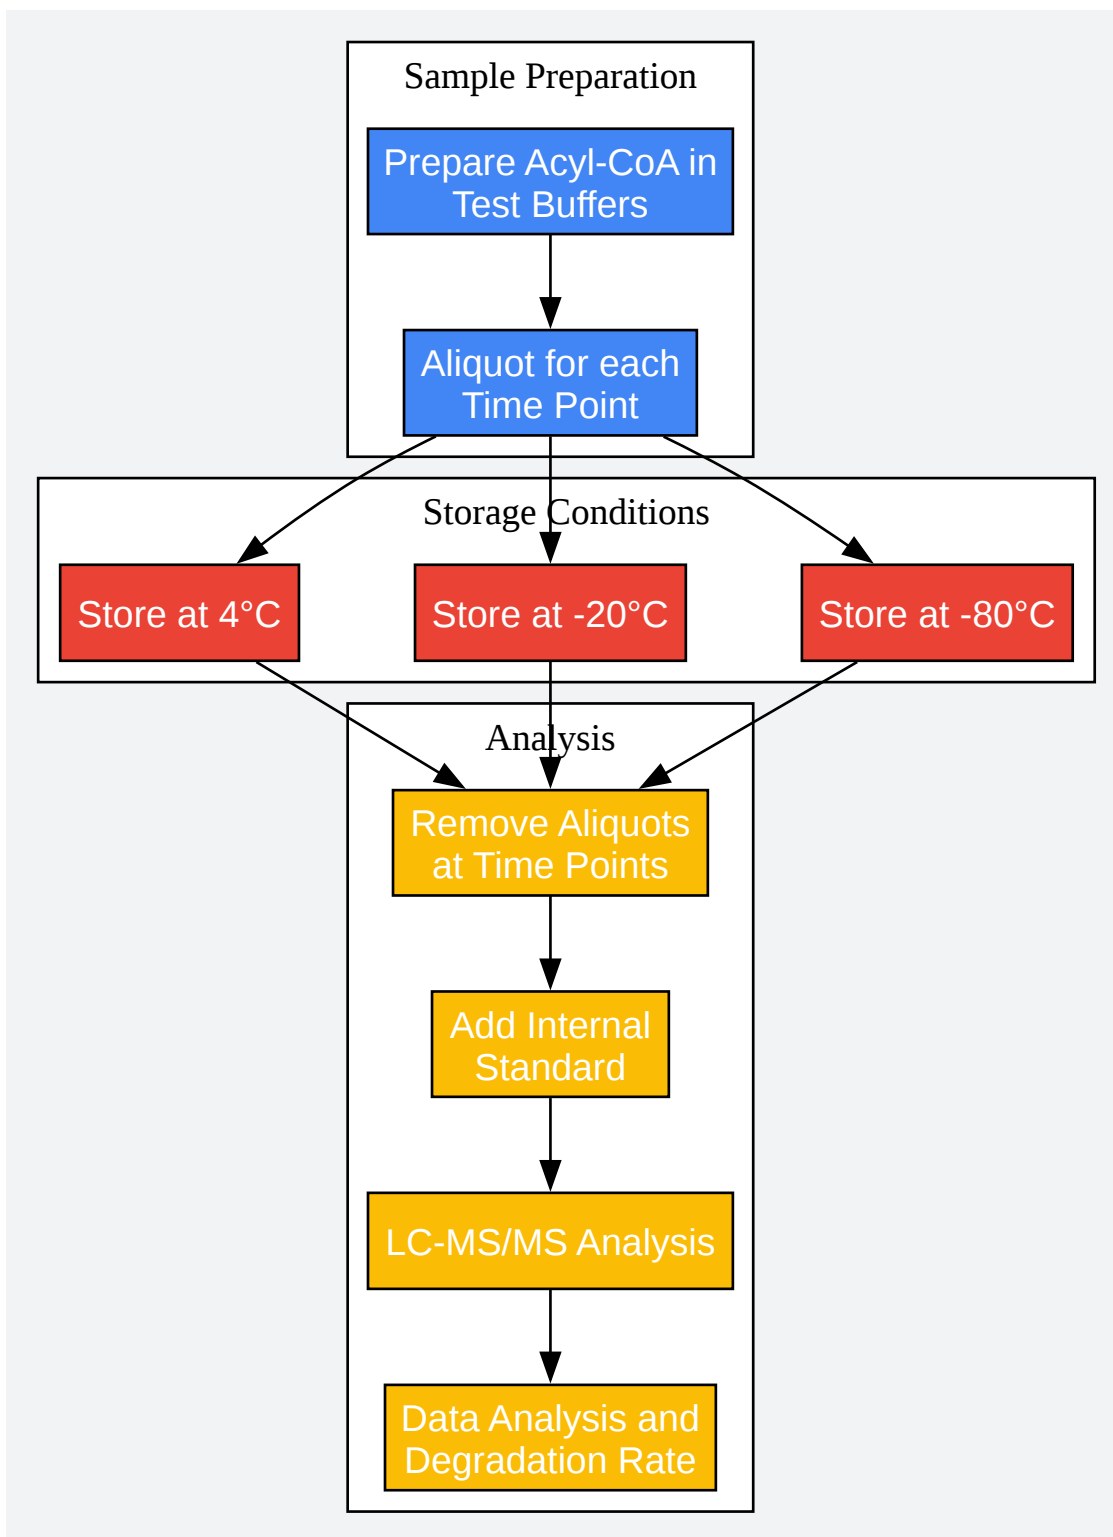 Sample Preparation
Prepare Acyl-CoA in
Test Buffers
Aliquot for each
Time Point
Storage Conditions
Store at 4°C
Store at -20°C
Store at -80°C
Analysis
Remove Aliquots
at Time Points
Add Internal
Standard
LC-MS/MS Analysis
Data Analysis and
Degradation Rate